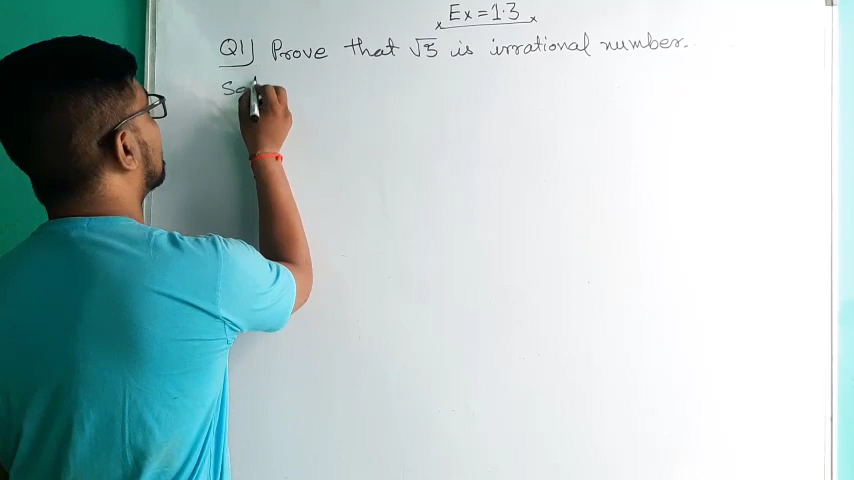 Ex = 1.3
Q1) Prove that √5 is irrational number.
So